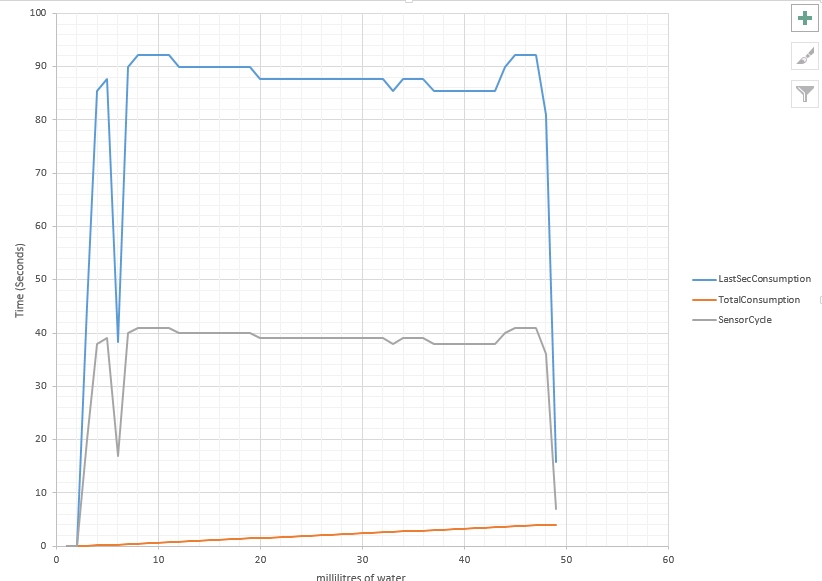 100
90
80
70
60
50
40
30
20
10
0
Time (Seconds)
0 10 20 30 40 50 60
millilitres of water
LastSecConsumption
TotalConsumption
SensorCycle